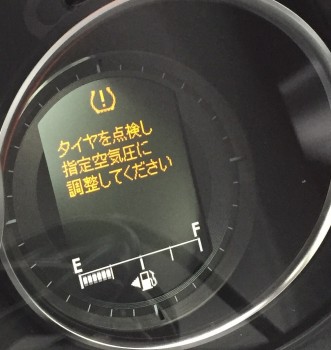 タイヤを点検し
指定空気圧に
調整してください
E F